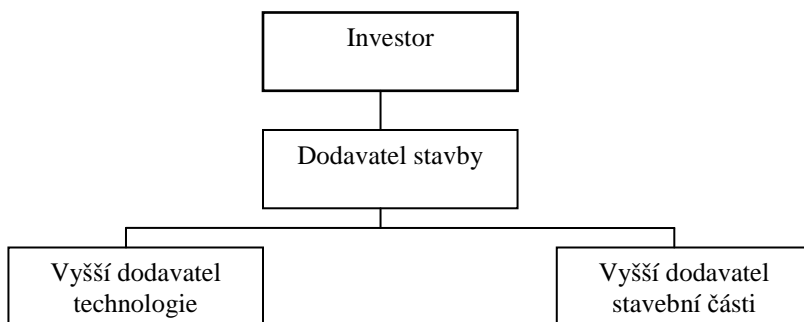 Investor
Dodavatel stavby
Vyšší dodavatel
technologie
Vyšší dodavatel
stavební části